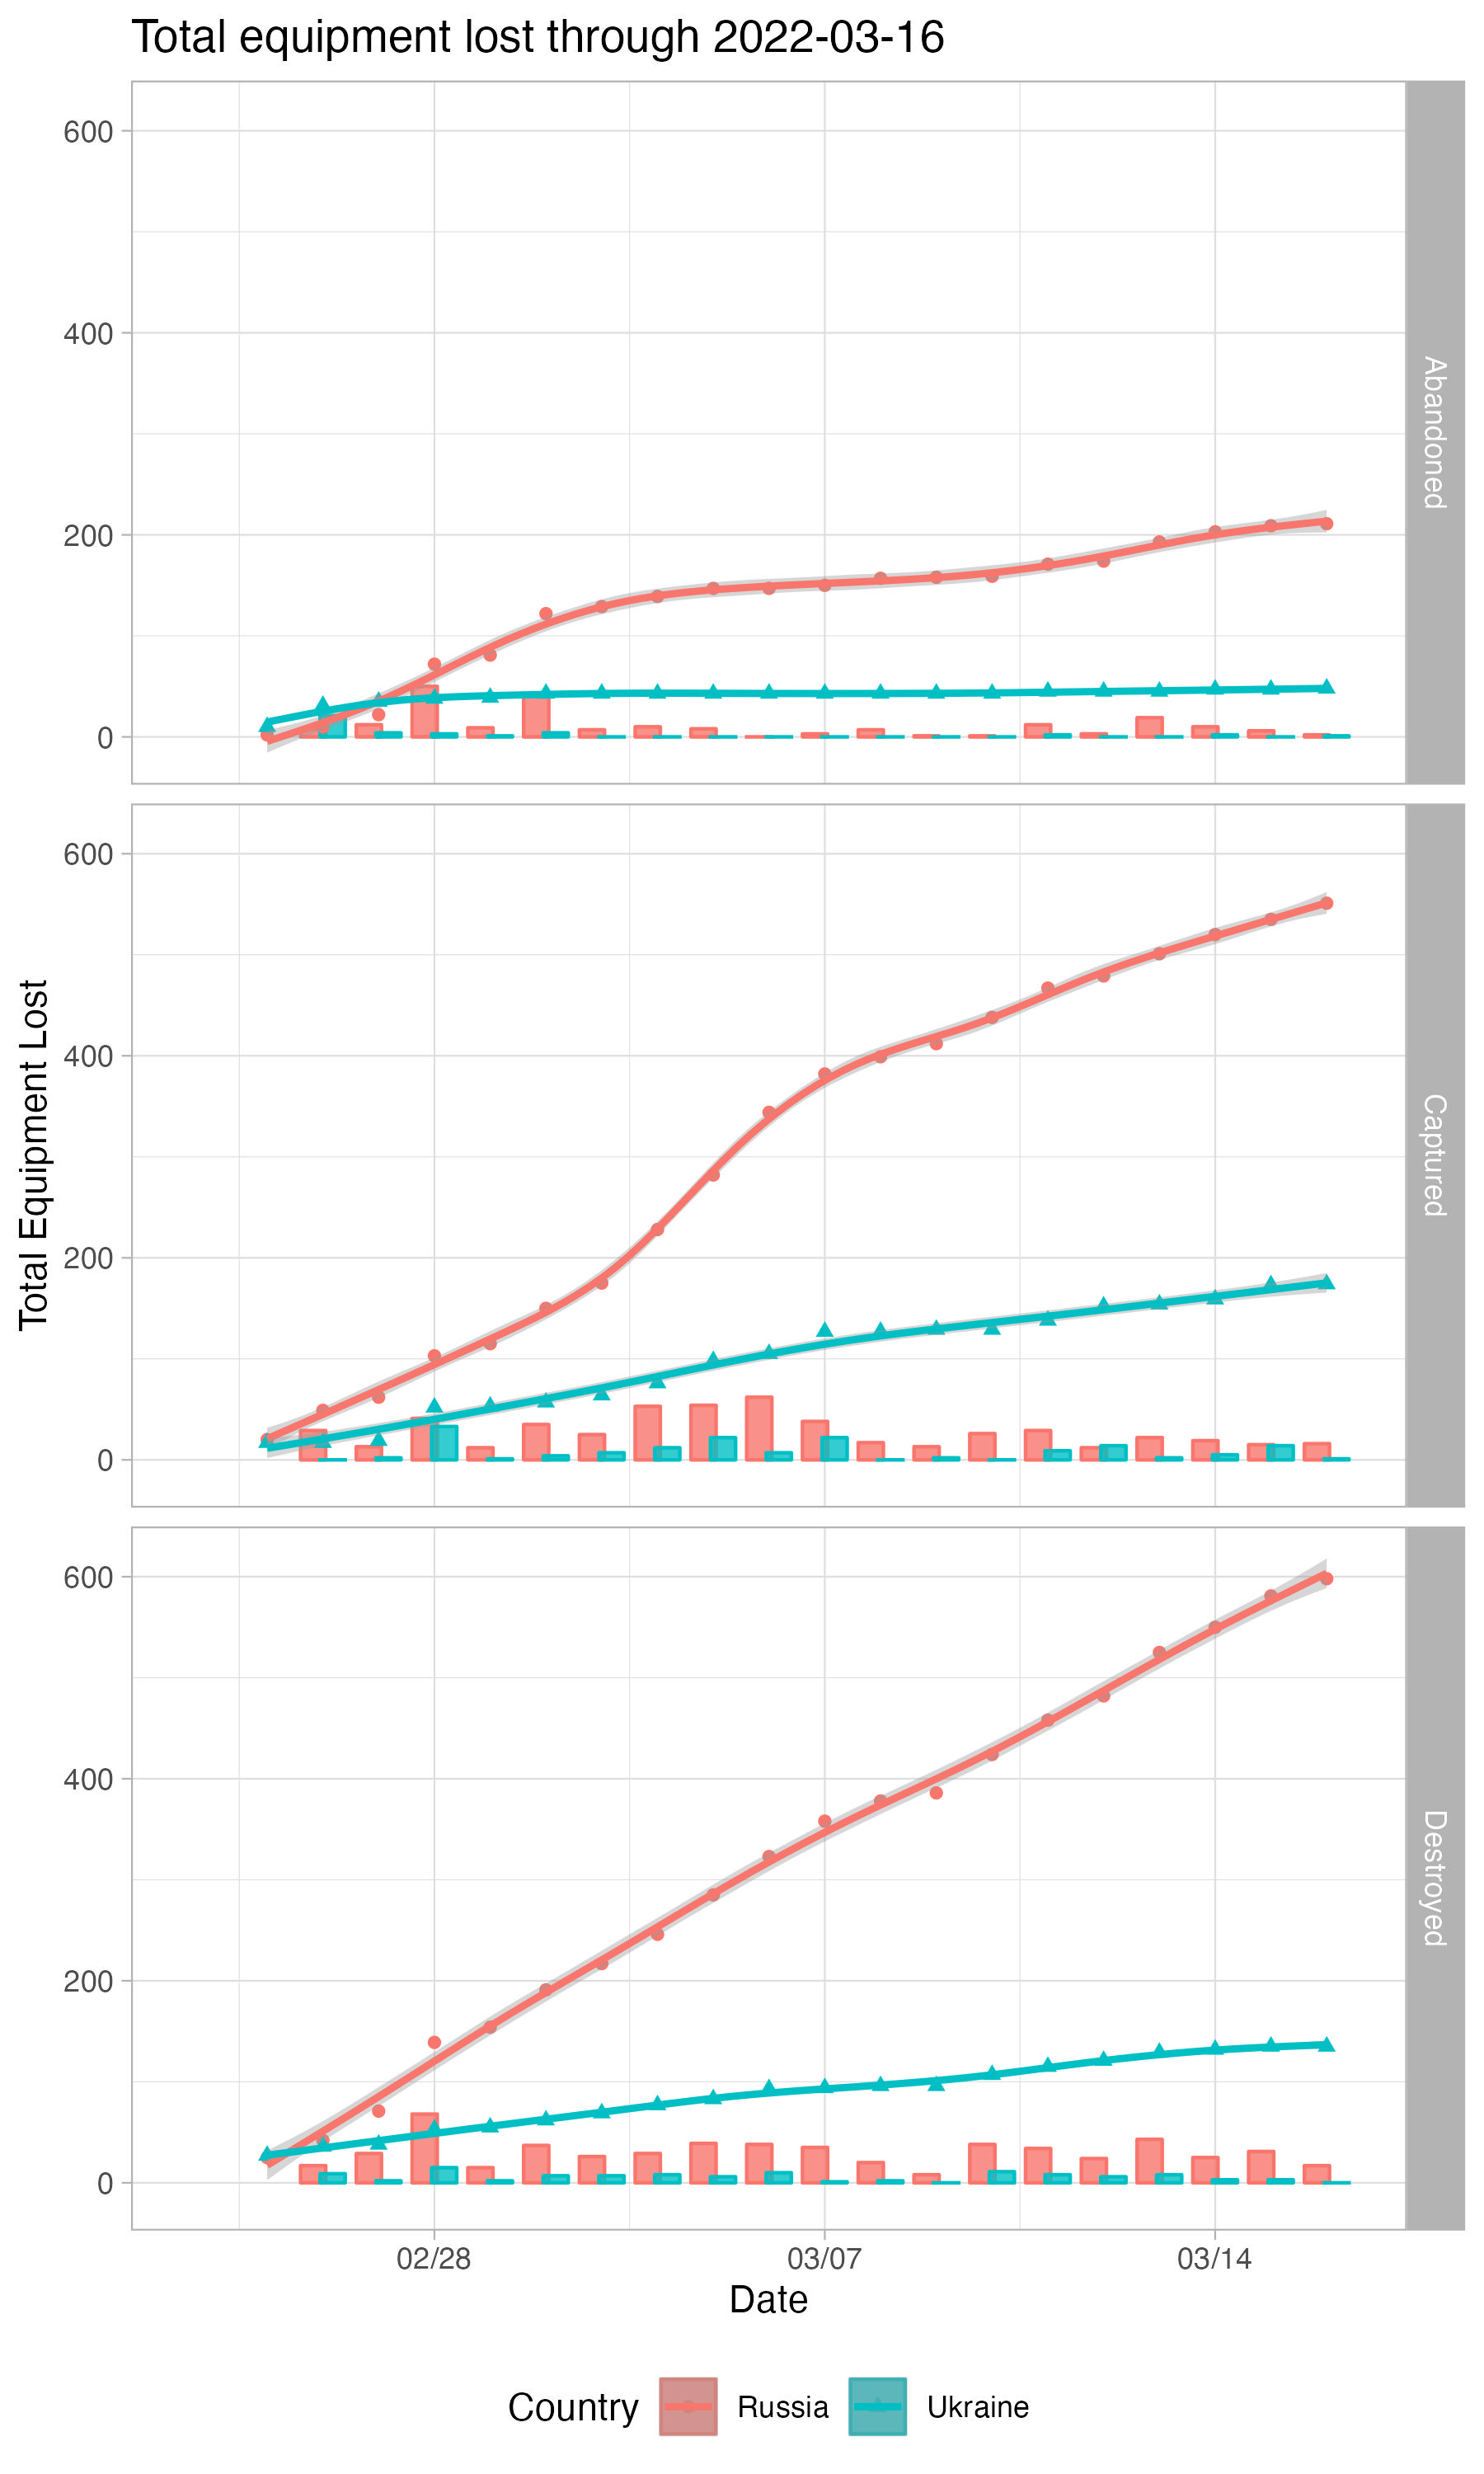 Total equipment lost through 2022-03-16
600
400
200
0
Abandoned
Total Equipment Lost
600
400
200
0
Captured
600
400
200
0
Destroyed
02/28 03/07 03/14
Date
Country Russia Ukraine